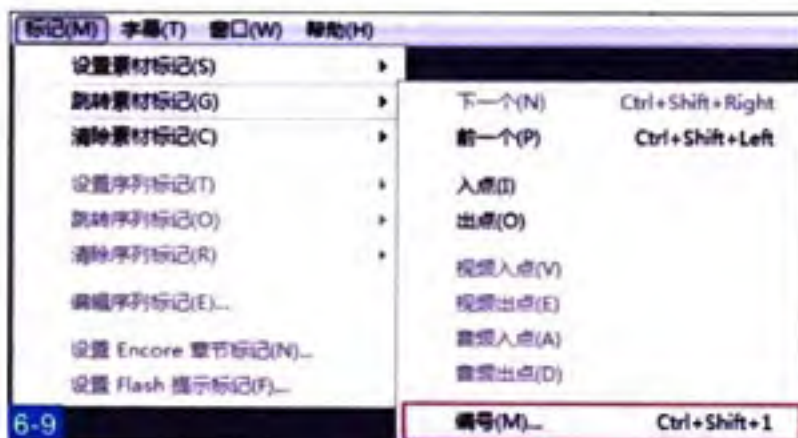 标记(M) 字幕(T) 窗口(W) 帮助(H)
设置素材标记(S)
跳转素材标记(G)
清除素材标记(C)
设置序列标记(T)
跳转序列标记(O)
清除序列标记(R)
编辑序列标记(E)...
设置 Encore 章节标记(N)...
设置 Flash 提示标记(F)...
下一个(N) Ctrl+Shift+Right
前一个(P) Ctrl+Shift+Left
入点(I)
出点(O)
视频入点(V)
视频出点(E)
音频入点(A)
音频出点(D)
编号(M)... Ctrl+Shift+1
6-9